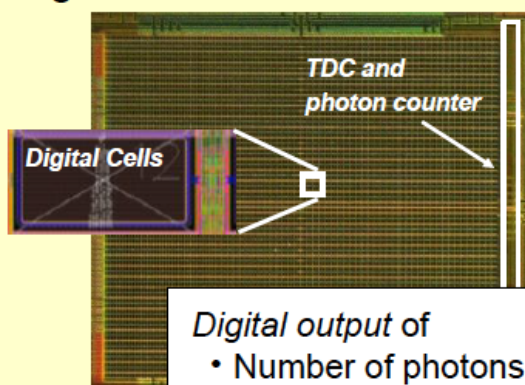 TDC and
photon counter
Digital Cells
Digital output of
• Number of photons